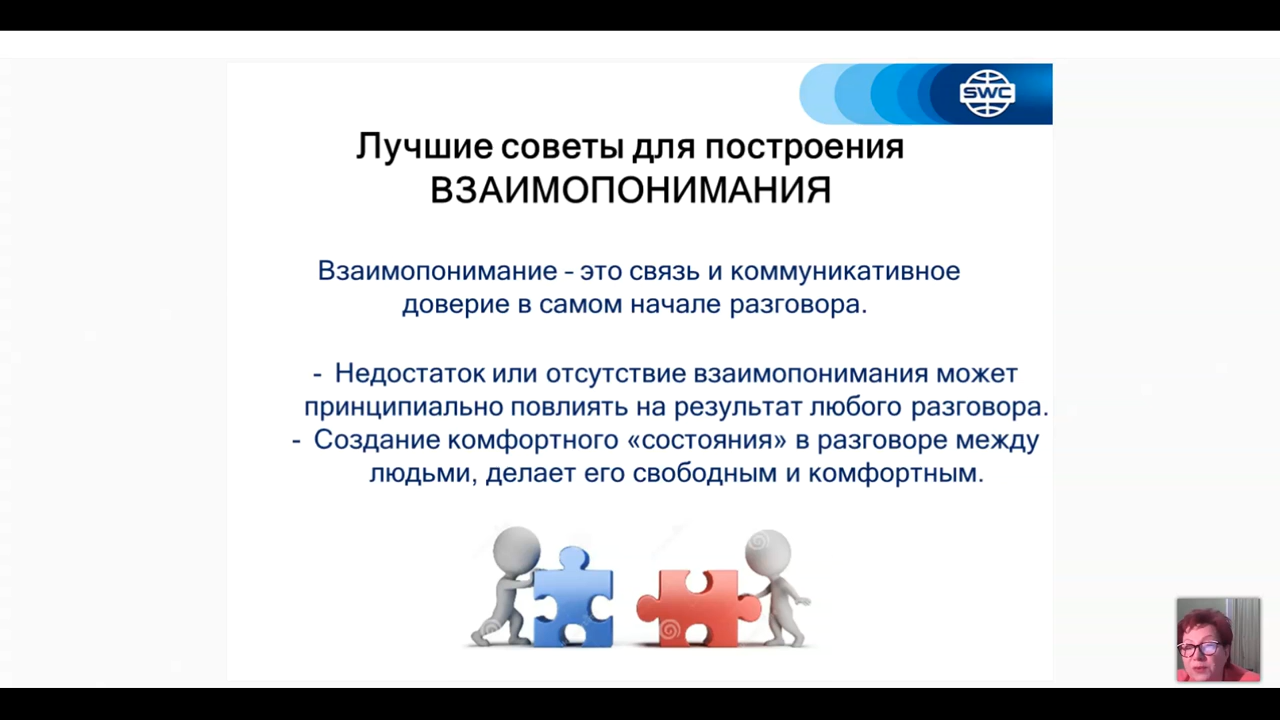 SWC
Лучшие советы для построения
ВЗАИМОПОНИМАНИЯ
Взаимопонимание - это связь и коммуникативное
доверие в самом начале разговора.
- Недостаток или отсутствие взаимопонимания может
принципиально повлиять на результат любого разговора.
- Создание комфортного «состояния» в разговоре между
людьми, делает его свободным и комфортным.